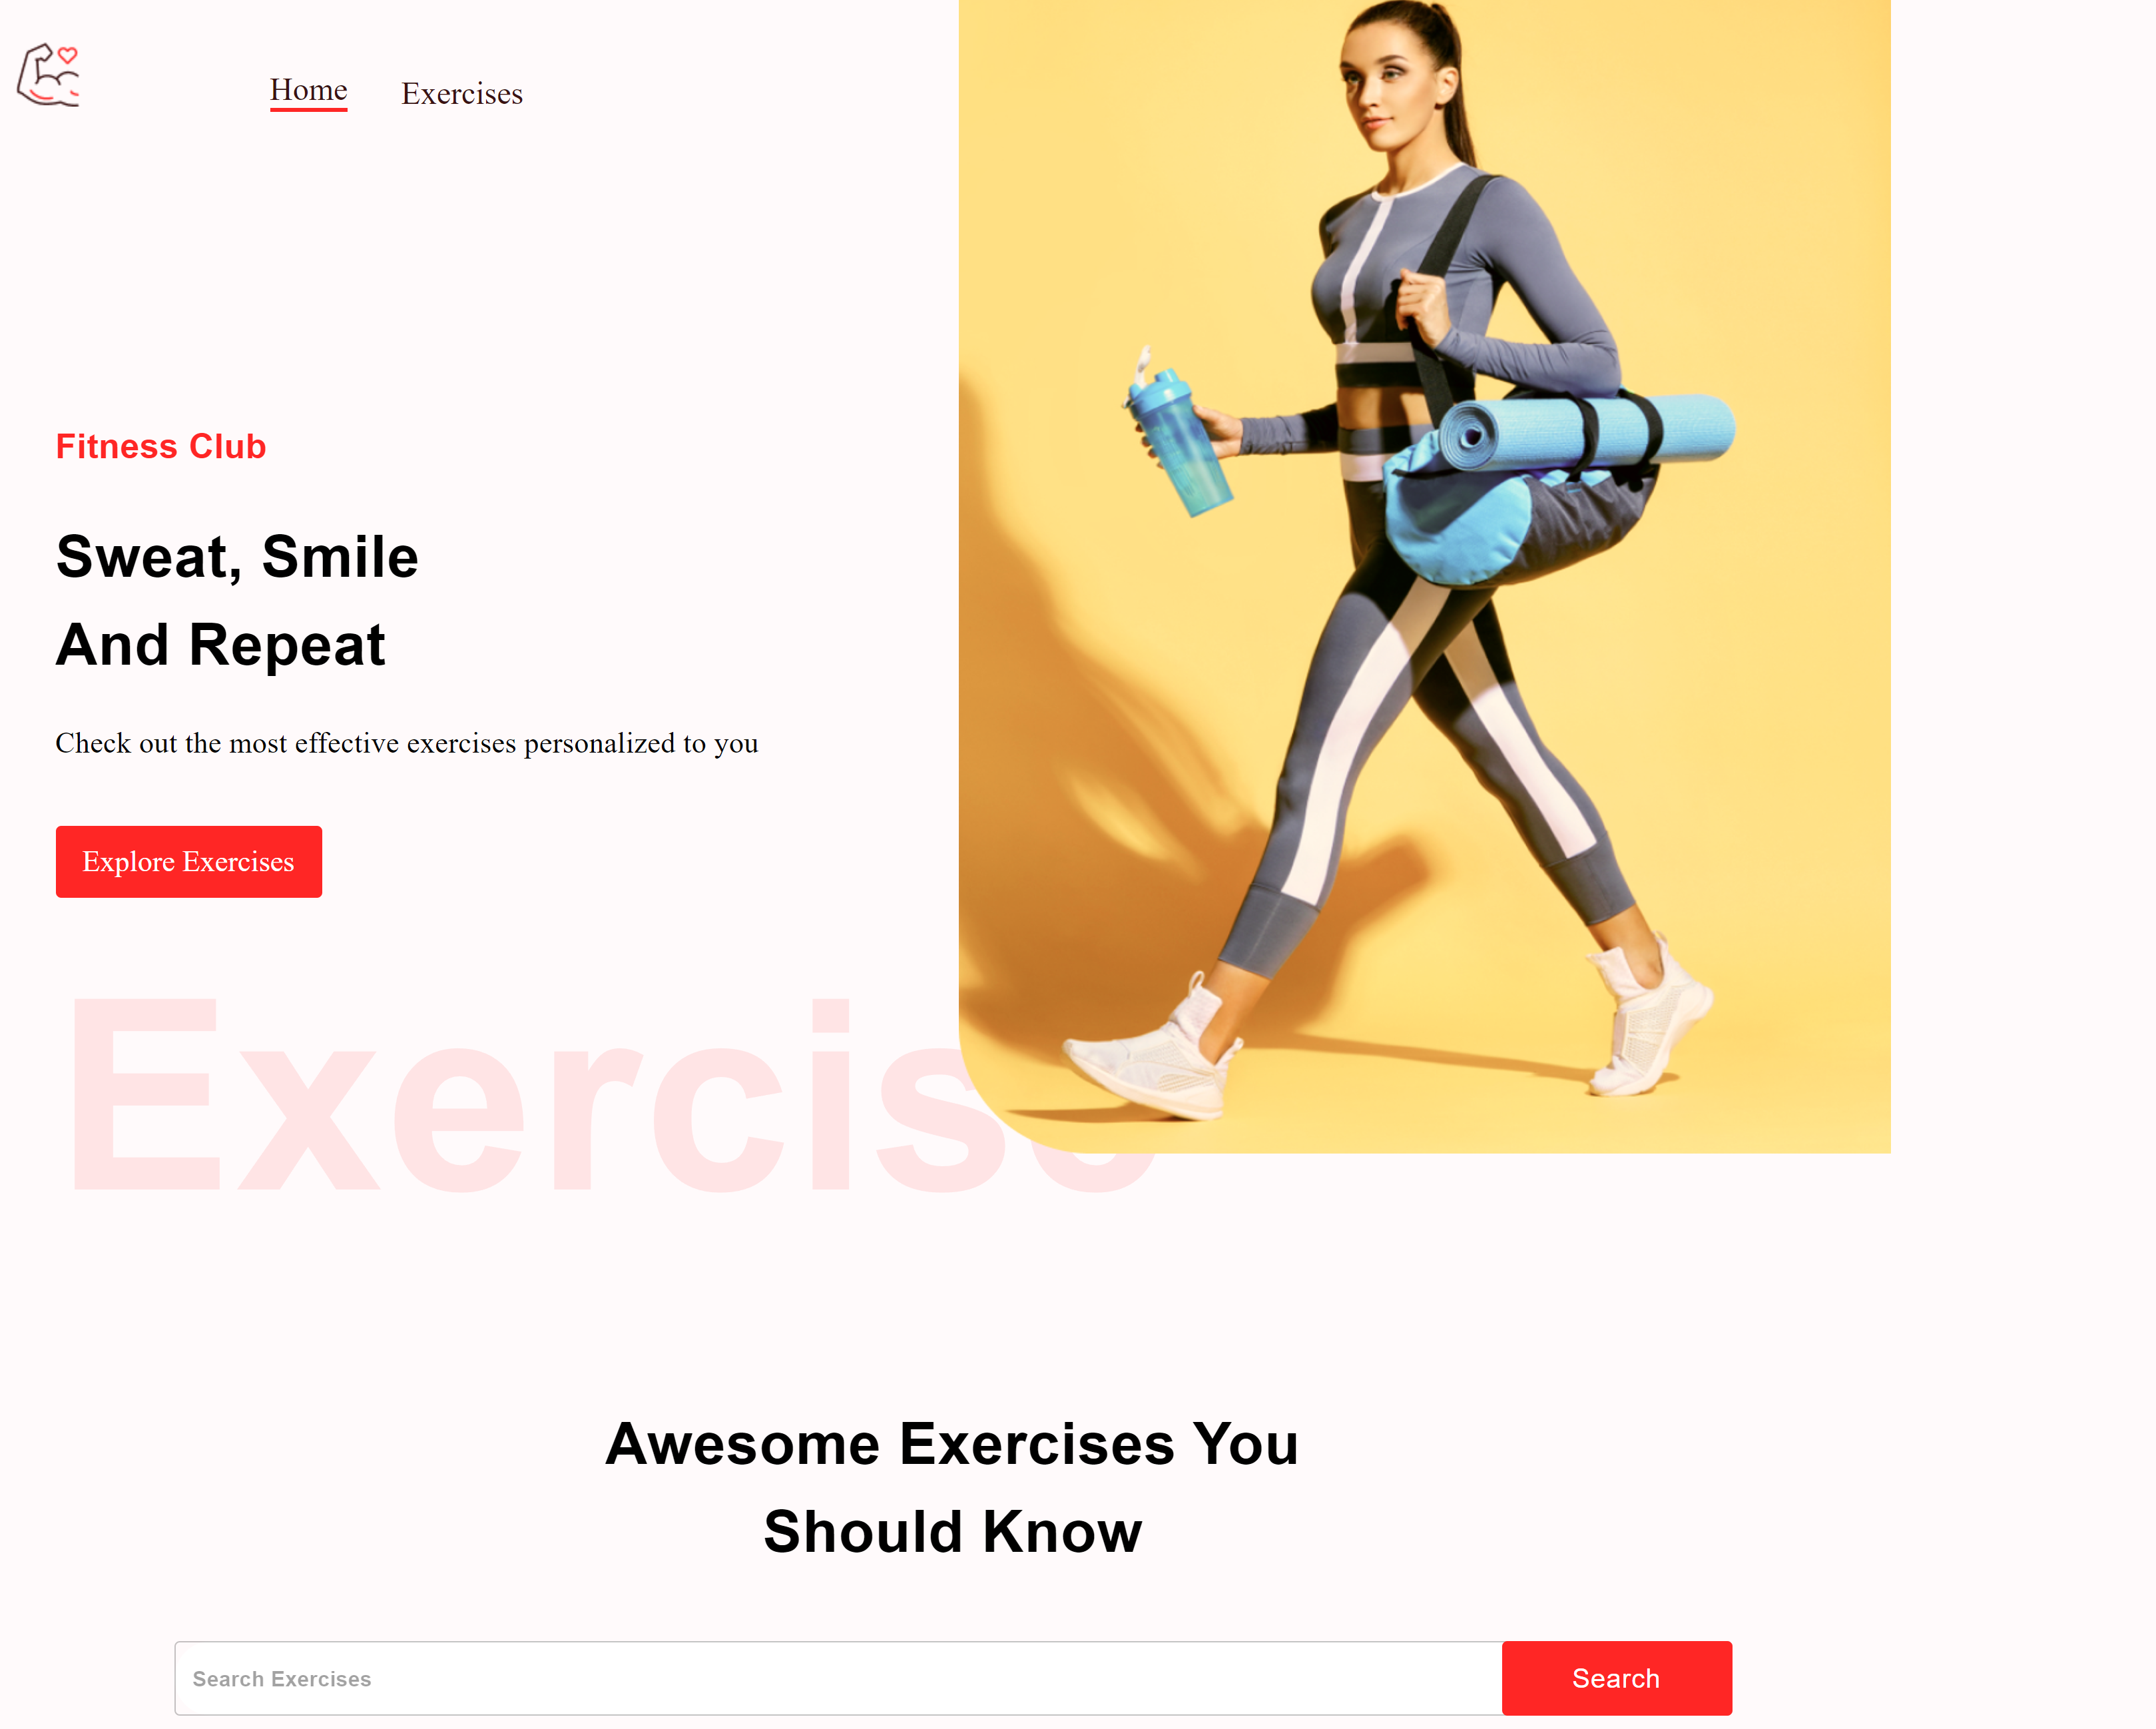 Home
Exercises
Fitness Club
Sweat, Smile
And Repeat
Check out the most effective exercises personalized to you
Explore Exercises
Exercise
Awesome Exercises You
Should Know
Search Exercises
Search